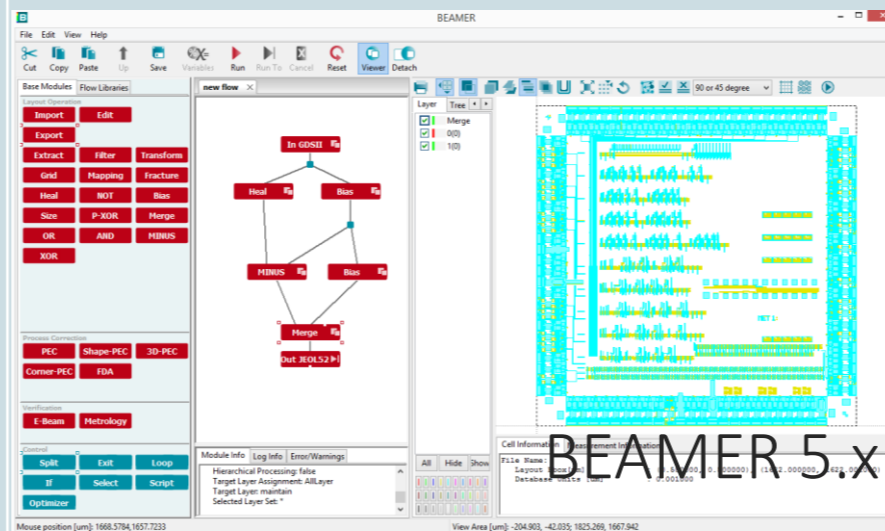 BEAMER
File Edit View Help
Cut Copy Paste Up Save Variables Run Run To Cancel Reset Viewer Detach
Base Modules Flow Libraries
new flow
90 or 45 degree
Layout Operation
Import Edit
Export
Extract Filter Transform
Grid Mapping Fracture
Heal NOT Bias
Size P-XOR Merge
OR AND MINUS
XOR
Process Correction
PEC Shape-PEC 3D-PEC
Corner-PEC FDA
Verification
E-Beam Metrology
Control
Split Exit Loop
If Select Script
Optimizer
In GDSII
Heal Bias
MINUS Bias
Merge
Out JEOL52
Module Info Log Info Error/Warnings
Hierarchical Processing: false
Target Layer Assignment: AllLayer
Target Layer: maintain
Selected Layer Set: *
Layer Tree
Merge
0(0)
1(0)
All Hide Show
Cell Information Measurement Information
File Name:
Database Units [um] : 0.001000
BEAMER 5.x
Mouse position [um]: 1668.5784,1657.7233
View Area [um]: -204.903, -42.035; 1825.269, 1667.942